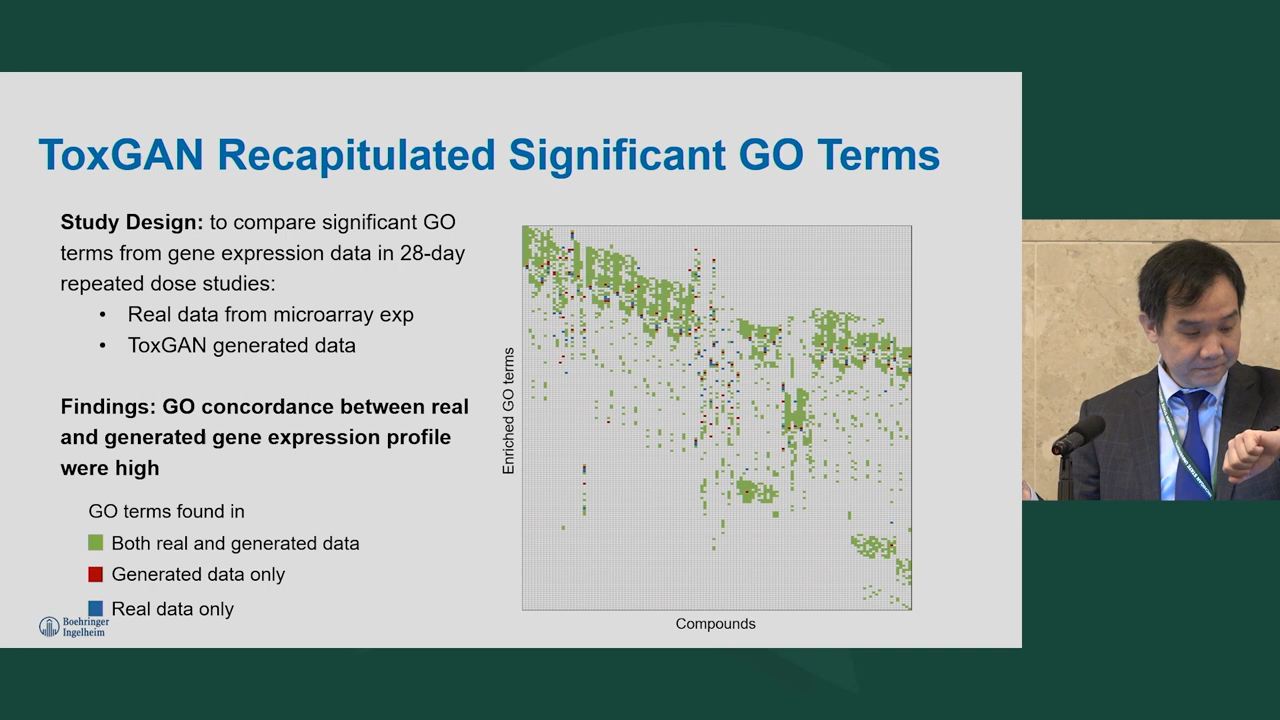 ToxGAN Recapitulated Significant GO Terms
Study Design: to compare significant GO
terms from gene expression data in 28-day
repeated dose studies:
• Real data from microarray exp
• ToxGAN generated data
Findings: GO concordance between real
and generated gene expression profile
were high
GO terms found in
Both real and generated data
Generated data only
Real data only
Boehringer
Ingelheim
Enriched GO terms
Compounds